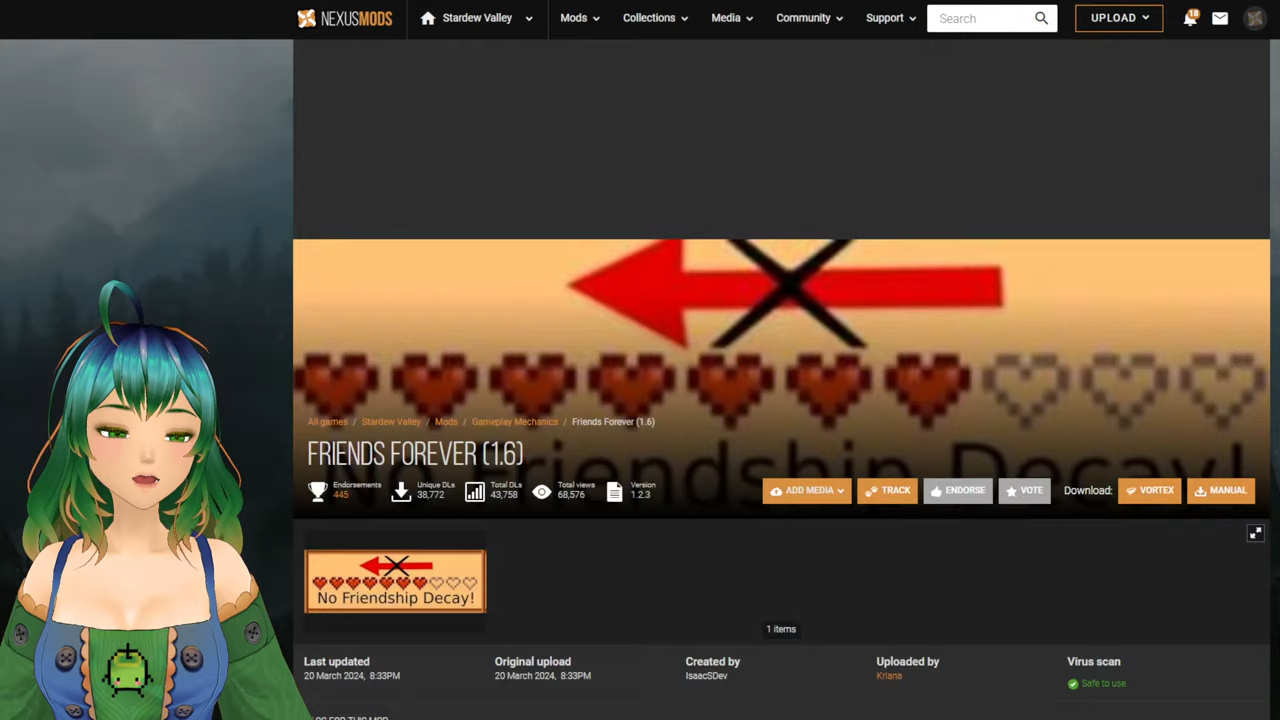 NEXUSMODS
Stardew Valley
Mods
Collections
Media
Community
Support
Search
UPLOAD
18
All games / Stardew Valley / Mods / Gameplay Mechanics / Friends Forever (1.6)
FRIENDS FOREVER (1.6)
riendship Decay!
Endorsements
445
Unique DLs
38,772
Total DLs
43,758
Total views
68,576
Version
1.2.3
ADD MEDIA
TRACK
ENDORSE
VOTE
Download:
VORTEX
MANUAL
No Friendship Decay!
1 items
Last updated
20 March 2024, 8:33PM
Original upload
20 March 2024, 8:33PM
Created by
IsaacSDev
Uploaded by
Kriana
Virus scan
Safe to use